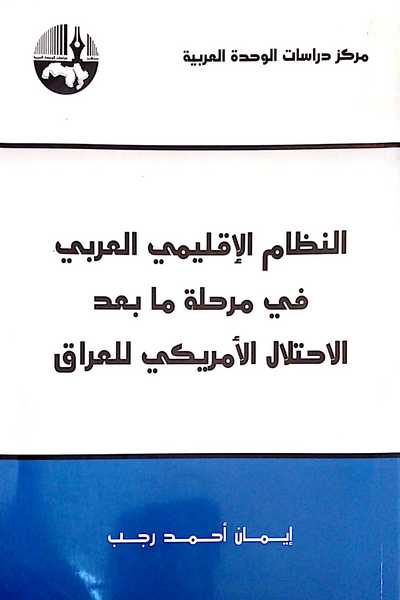 مركز دراسات الوحدة العربية
النظام الإقليمي العربي
في مرحلة ما بعد
الاحتلال الأمريكي للعراق
إيمان أحمد رجب